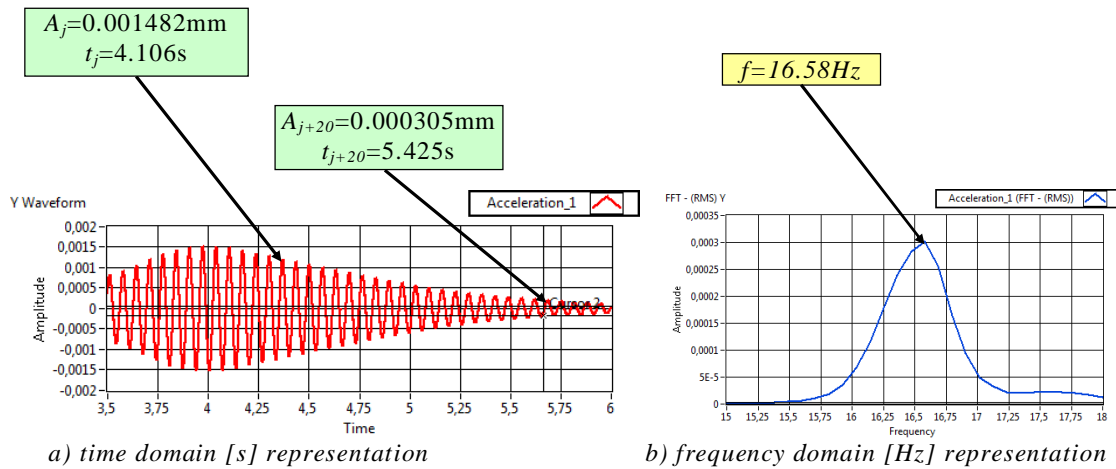 A_j=0.001482mm
t_j=4.106s
A_{j+20}=0.000305mm
t_{j+20}=5.425s
f=16.58Hz
Y Waveform
Acceleration_1
0,002
0,0015
0,001
0,0005
0
-0,0005
-0,001
-0,0015
-0,002
Amplitude
Cursor 2
3,5 3,75 4 4,25 4,5 4,75 5 5,25 5,5 5,75 6
Time
FFT - (RMS) Y
Acceleration_1 (FFT - (RMS))
0,00035
0,0003
0,00025
0,0002
0,00015
0,0001
5E-5
0
Amplitude
15 15,25 15,5 15,75 16 16,25 16,5 16,75 17 17,25 17,5 17,75 18
Frequency
a) time domain [s] representation
b) frequency domain [Hz] representation